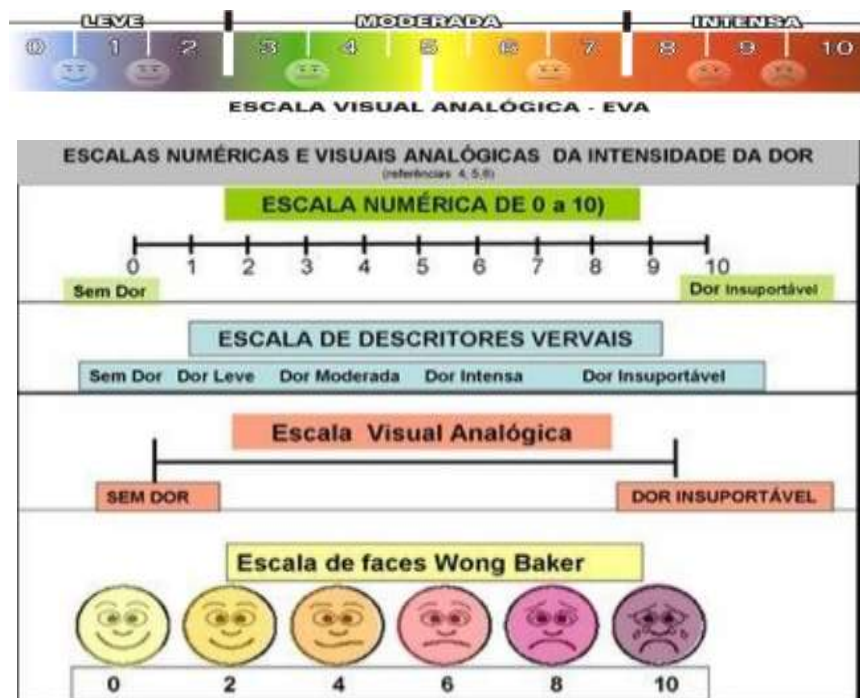 LEVE MODERADA INTENSA
0 1 2 3 4 5 6 7 8 9 10
ESCALA VISUAL ANALÓGICA - EVA
ESCALAS NUMÉRICAS E VISUAIS ANALÓGICAS DA INTENSIDADE DA DOR
(referências 4, 5,6)
ESCALA NUMÉRICA DE 0 a 10)
0 1 2 3 4 5 6 7 8 9 10
Sem Dor Dor Insuportável
ESCALA DE DESCRITORES VERVAIS
Sem Dor Dor Leve Dor Moderada Dor Intensa Dor Insuportável
Escala Visual Analógica
SEM DOR DOR INSUPORTÁVEL
Escala de faces Wong Baker
0 2 4 6 8 10